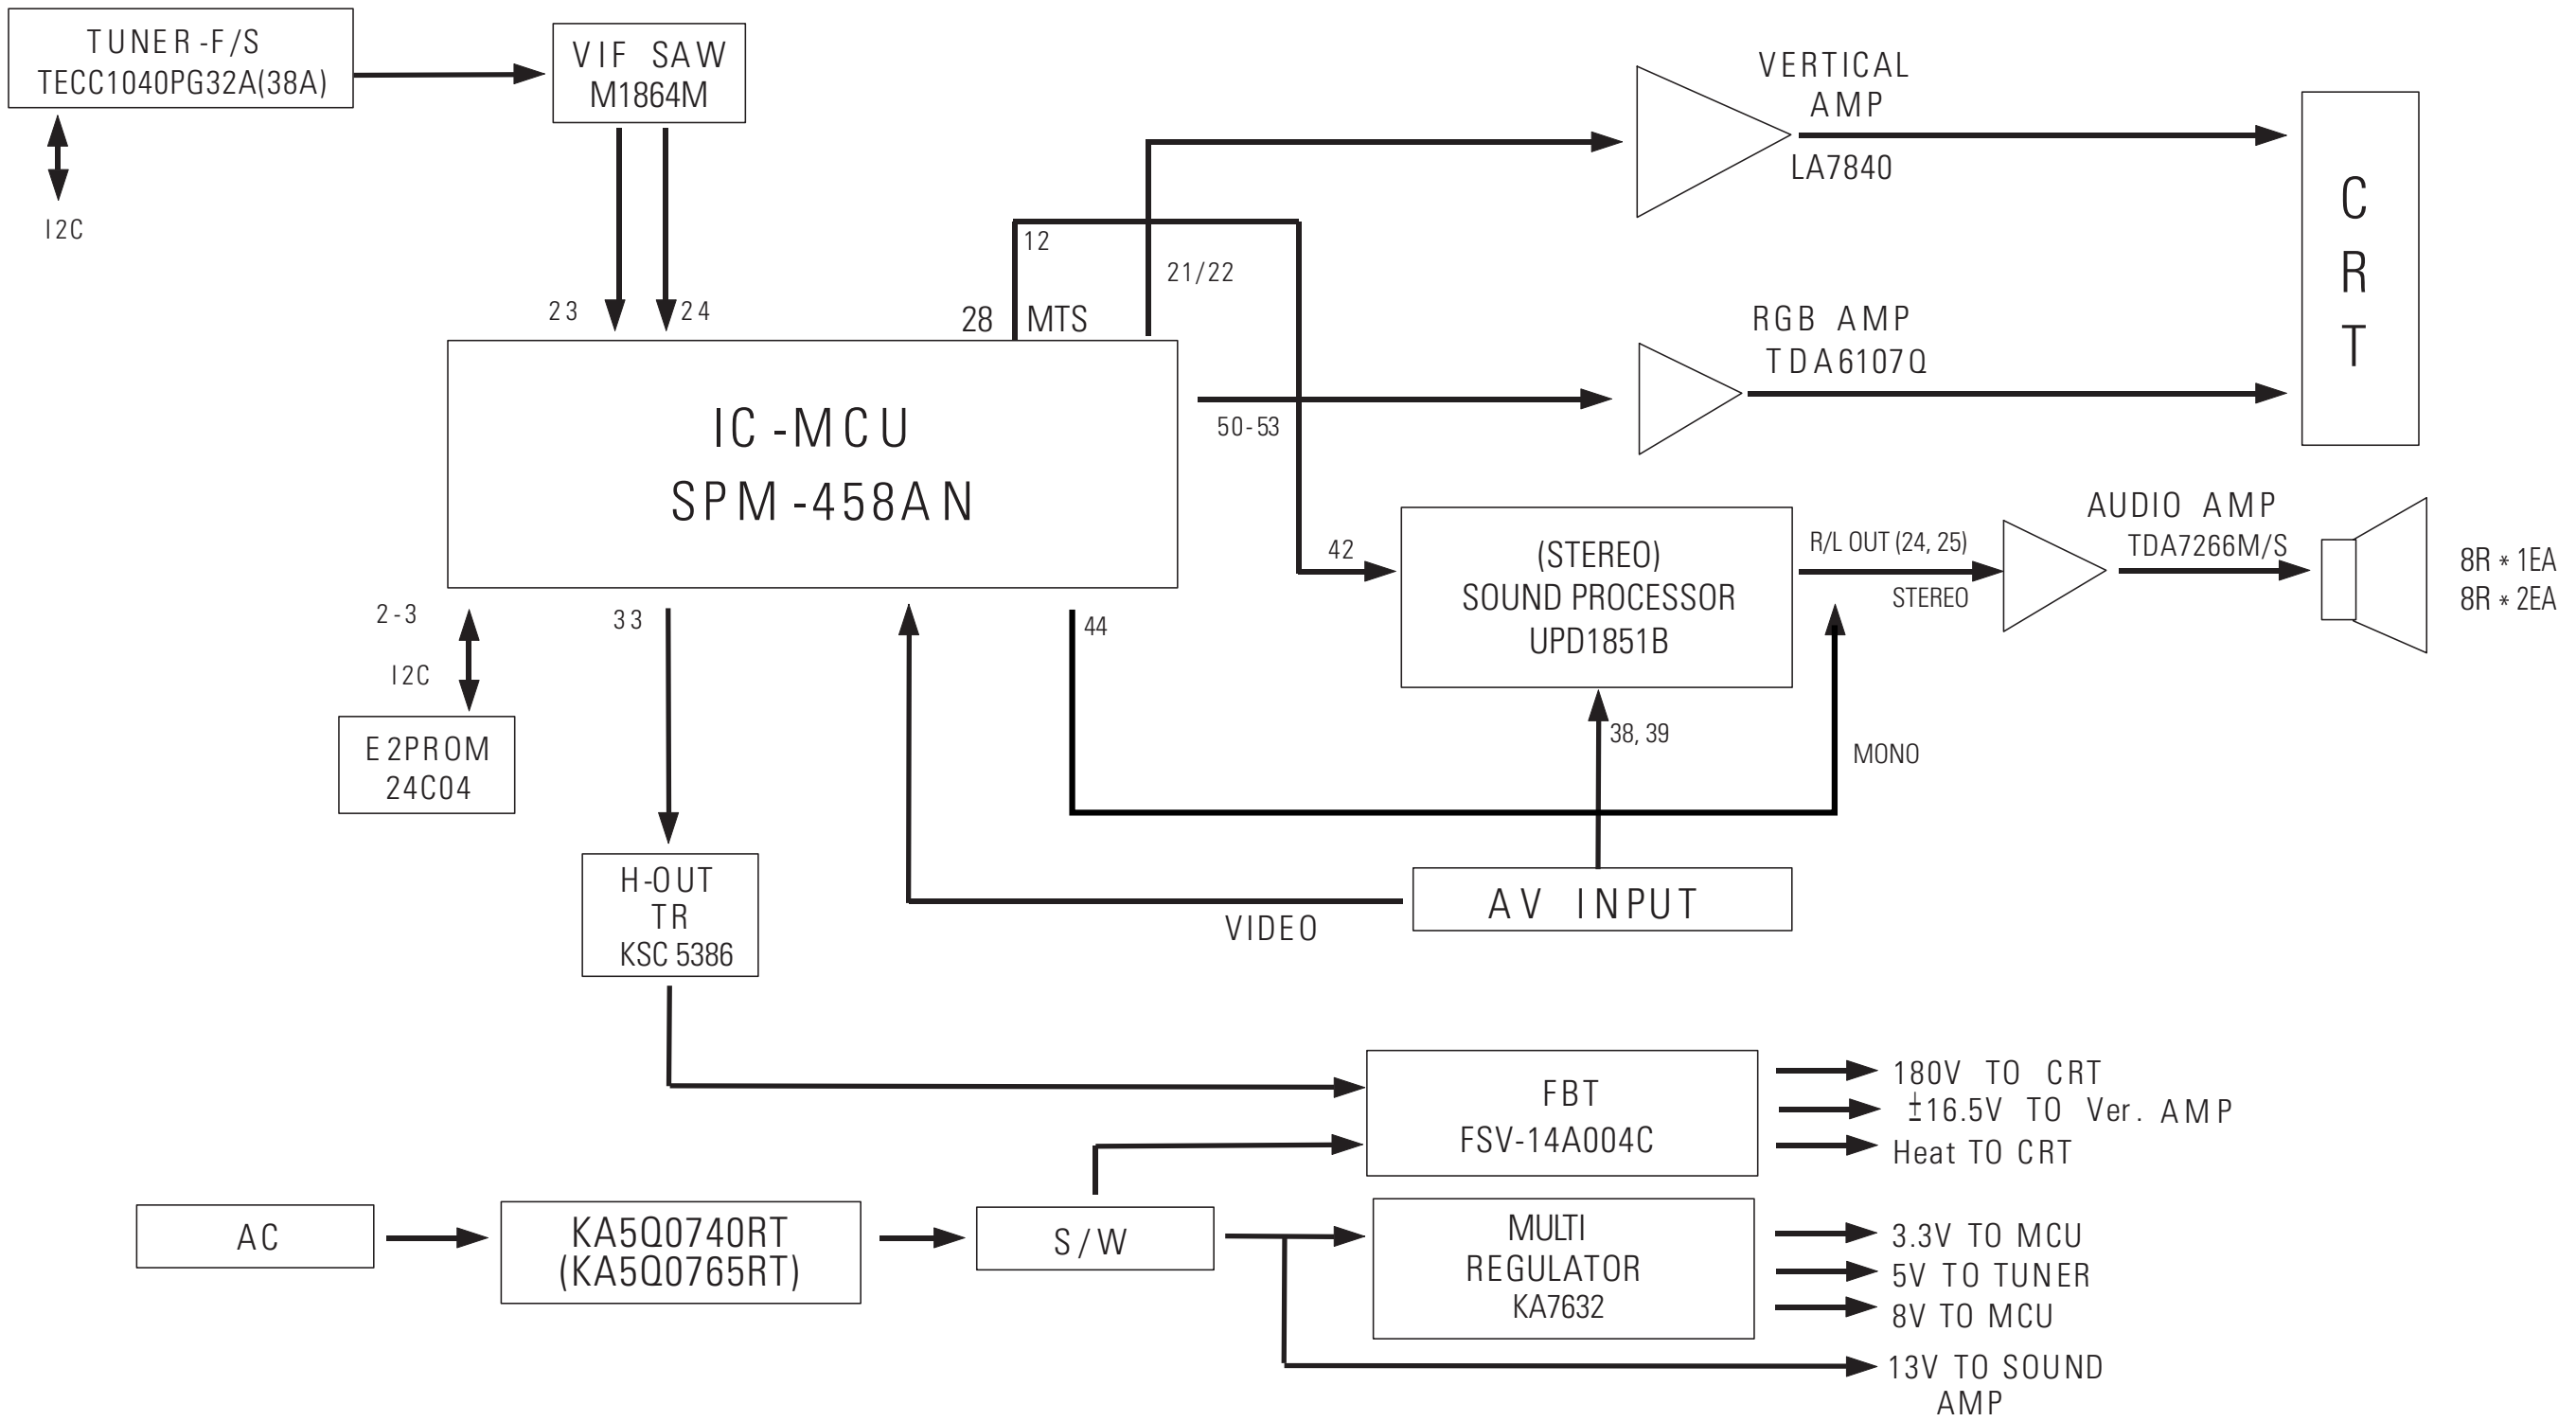 TUNER-F/S
TECC1040PG32A(38A)
I2C
VIF SAW
M1864M
23
24
28
MTS
12
21/22
VERTICAL
AMP
LA7840
C
R
T
RGB AMP
TDA6107Q
50-53
IC-MCU
SPM-458AN
42
(STEREO)
SOUND PROCESSOR
UPD1851B
R/L OUT (24, 25)
STEREO
AUDIO AMP
TDA7266M/S
8R * 1EA
8R * 2EA
2-3
I2C
E2PROM
24C04
33
44
38, 39
MONO
H-OUT
TR
KSC 5386
VIDEO
AV INPUT
FBT
FSV-14A004C
180V TO CRT
±16.5V TO Ver. AMP
Heat TO CRT
AC
KA5Q0740RT
(KA5Q0765RT)
S/W
MULTI
REGULATOR
KA7632
3.3V TO MCU
5V TO TUNER
8V TO MCU
13V TO SOUND
AMP